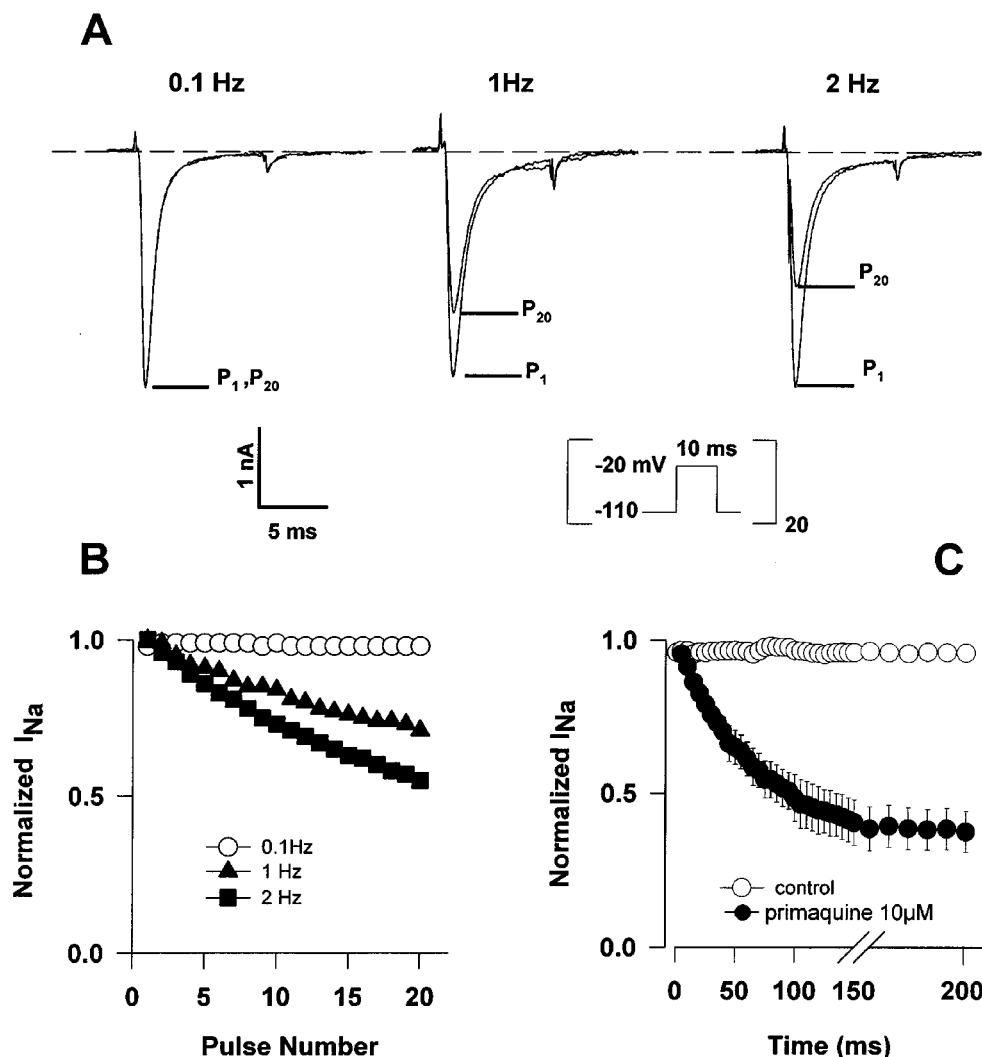 A
0.1 Hz 1Hz 2 Hz
P20
P20
P1 ,P20 P1 P1
1 nA
5 ms
10 ms
-20 mV
-110
20
B
Normalized INa
1.0
0.5
0.0
0.1Hz
1 Hz
2 Hz
0 5 10 15 20
Pulse Number
C
Normalized INa
1.0
0.5
0.0
control
primaquine 10µM
0 50 100 150 200
Time (ms)